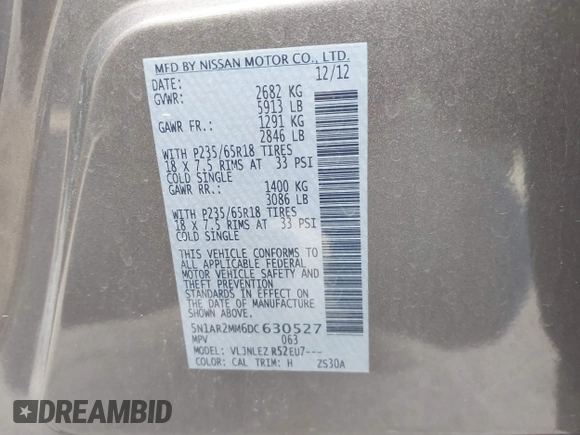 MFD BY NISSAN MOTOR CO., LTD.
DATE: 12/12
GVWR: 2682 KG
5913 LB
GAWR FR.: 1291 KG
2846 LB
WITH P235/65R18 TIRES
18 X 7.5 RIMS AT 33 PSI
COLD SINGLE
GAWR RR.: 1400 KG
3086 LB
WITH P235/65R18 TIRES
18 X 7.5 RIMS AT 33 PSI
COLD SINGLE
THIS VEHICLE CONFORMS TO
ALL APPLICABLE FEDERAL
MOTOR VEHICLE SAFETY AND
THEFT PREVENTION
STANDARDS IN EFFECT ON
THE DATE OF MANUFACTURE
SHOWN ABOVE.
5N1AR2MM6DC630527
MPV 063
MODEL: VLJNLEZ R52EU7---
COLOR: CAL TRIM: H ZS30A
DREAMBID